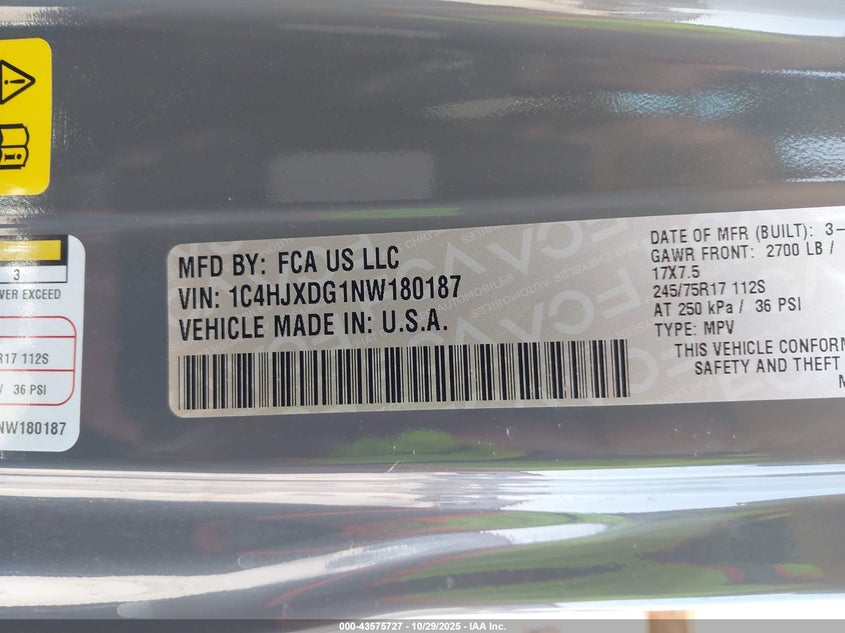 3
VER EXCEED
R17 112S
/ 36 PSI
NW180187
MFD BY: FCA US LLC
VIN: 1C4HJXDG1NW180187
VEHICLE MADE IN: U.S.A.
DATE OF MFR (BUILT): 3-
GAWR FRONT: 2700 LB /
17X7.5
245/75R17 112S
AT 250 kPa / 36 PSI
TYPE: MPV
THIS VEHICLE CONFORM
SAFETY AND THEFT
M
000-43575727 - 10/29/2025 - IAA Inc.